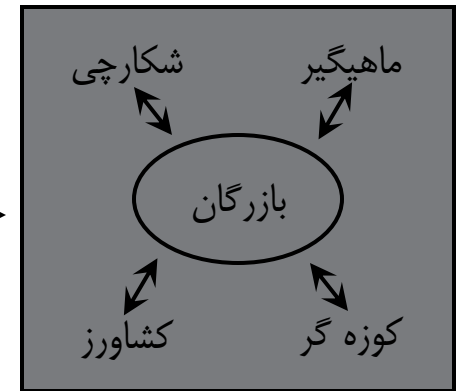 ماهیگیر شکارچی
بازرگان
کوزه گر کشاورز